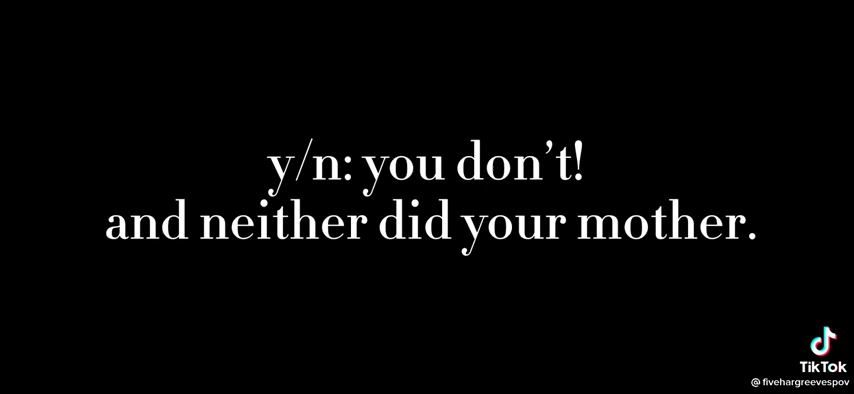 y/n: you don’t!
and neither did your mother.
TikTok
@ fivehargreevespov